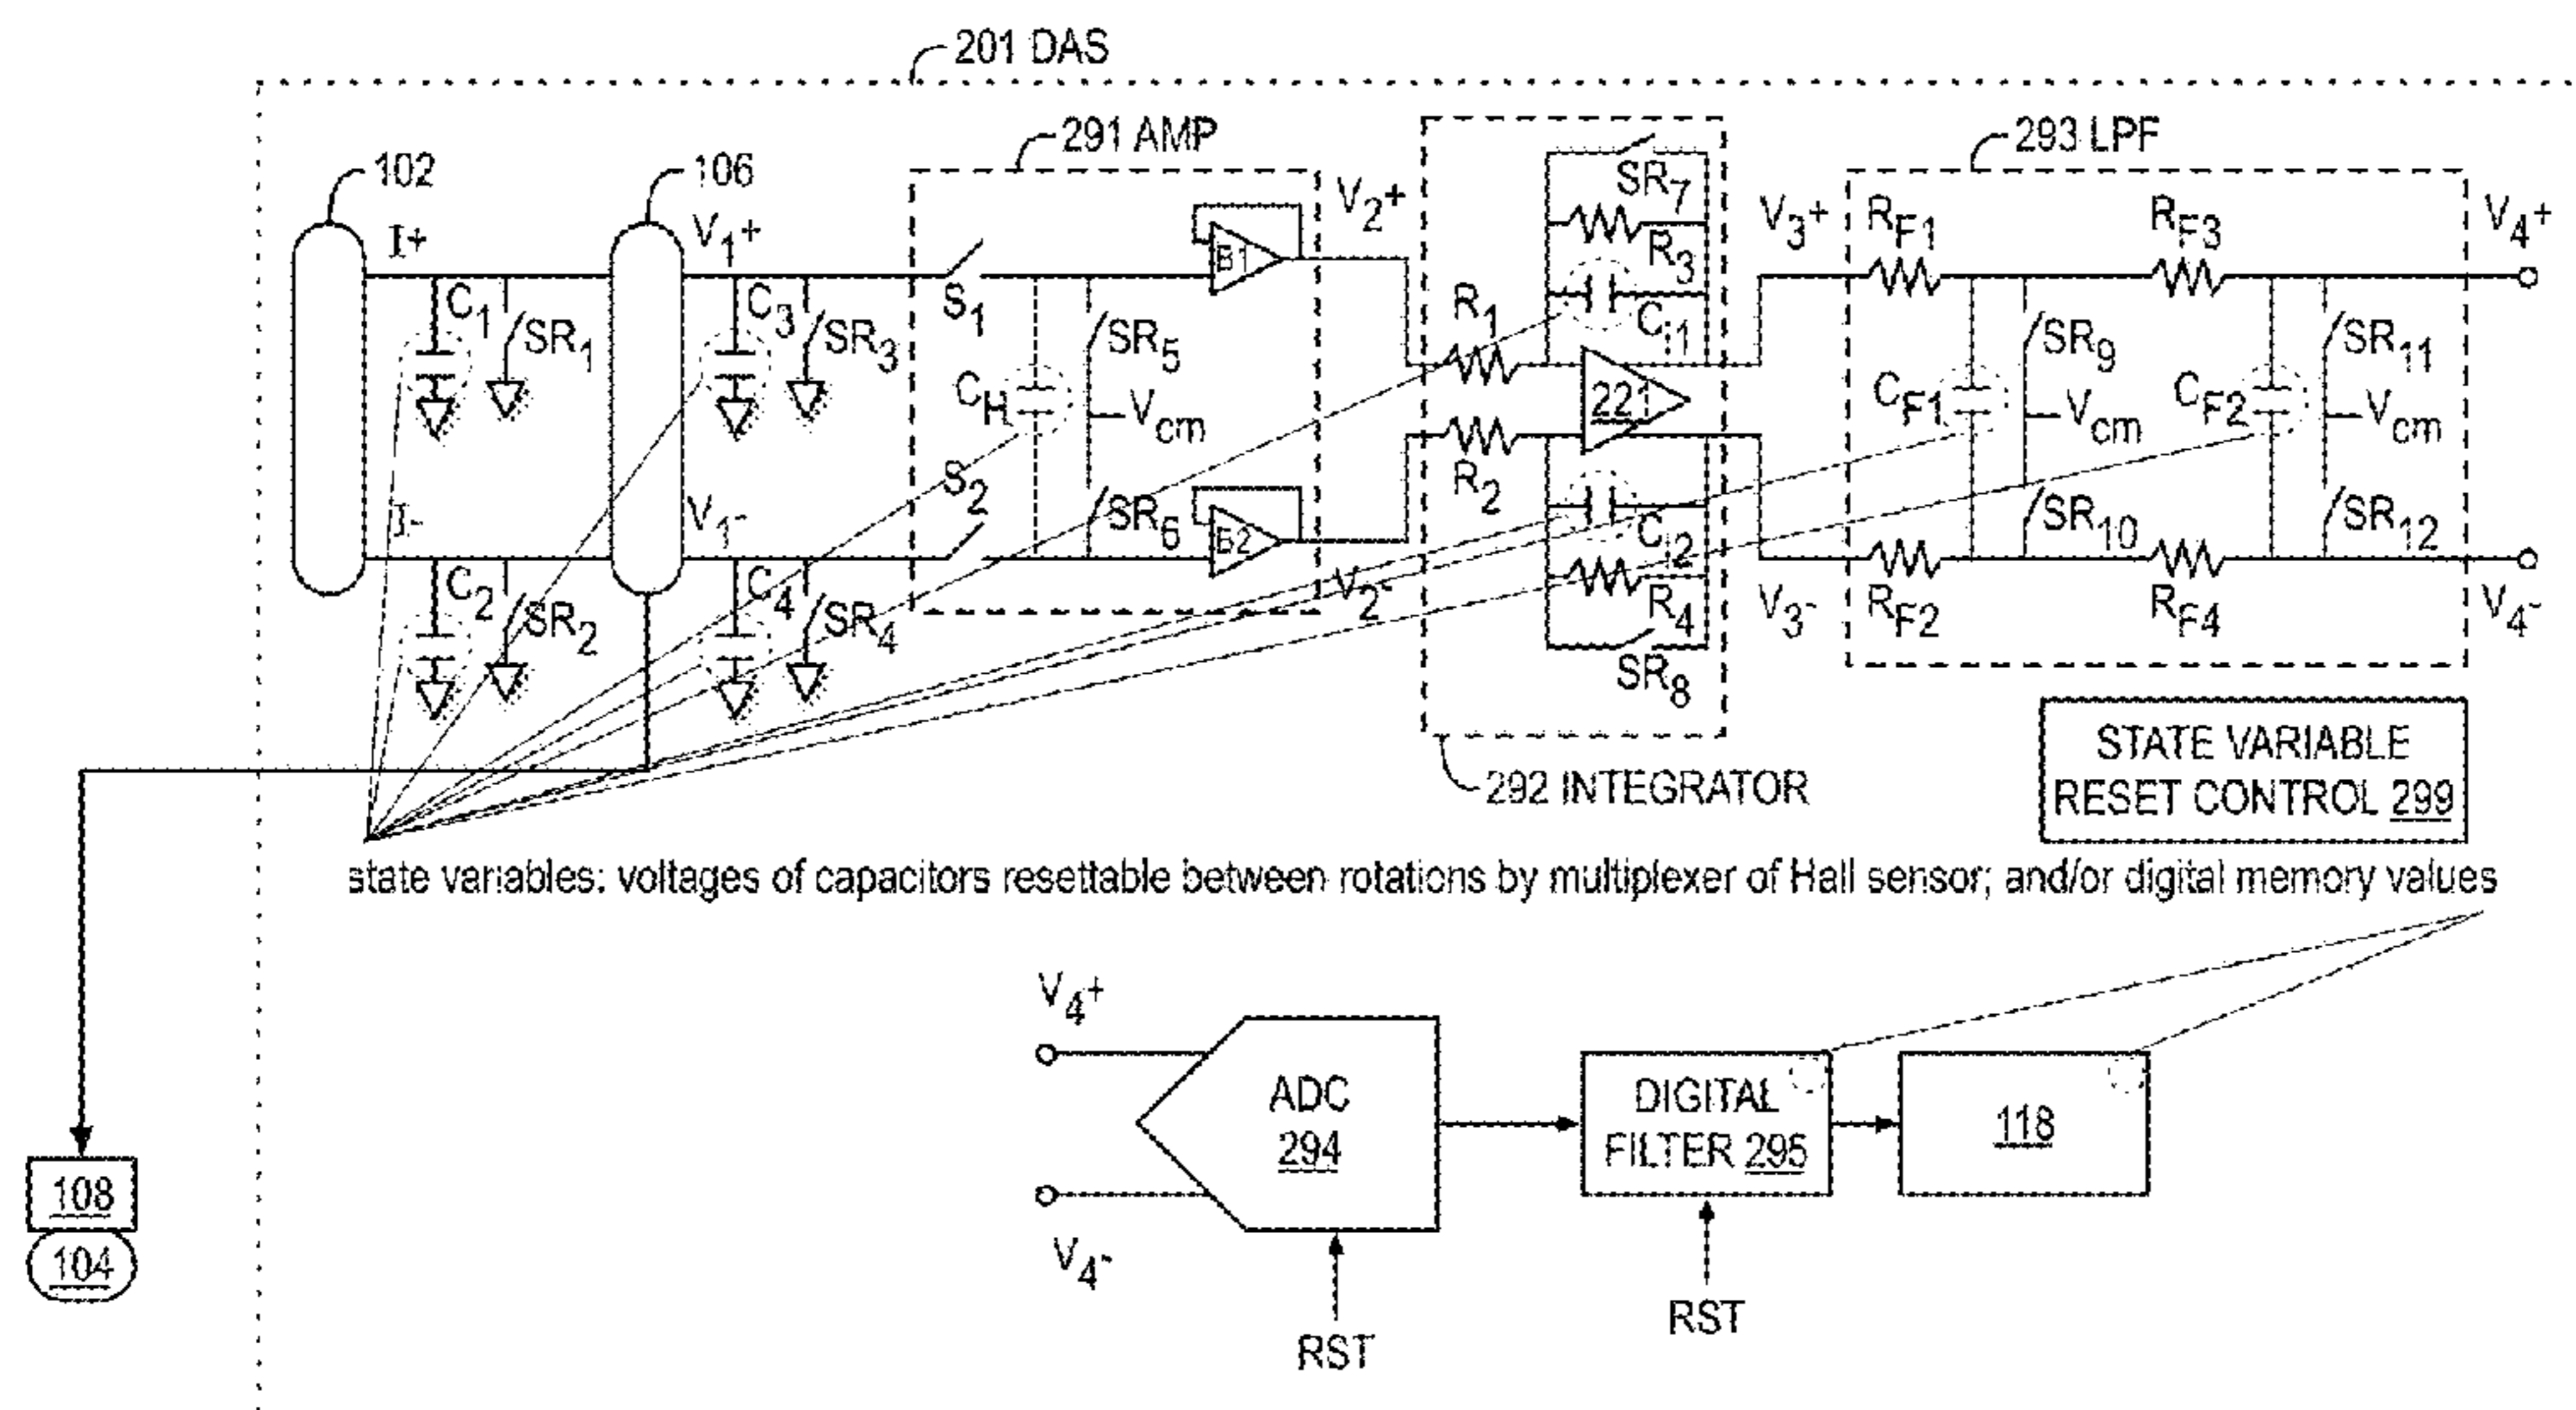 201 DAS
291 AMP
293 LPF
102
106
I+
V1+
V2+
SR7
R3
Ci1
V3+
RF1
RF3
V4+
B1
C1
SR1
C3
SR3
S1
SR5
CH
Vcm
R1
221
R2
CF1
SR9
Vcm
CF2
SR11
Vcm
I-
V1-
S2
SR6
B2
Ci2
SR10
SR12
C2
SR2
C4
SR4
V2-
R4
SR8
V3-
RF2
RF4
V4-
292 INTEGRATOR
STATE VARIABLE
RESET CONTROL 299
state variables: voltages of capacitors resettable between rotations by multiplexer of Hall sensor; and/or digital memory values
V4+
ADC
294
DIGITAL
FILTER 295
118
V4-
RST
RST
108
104